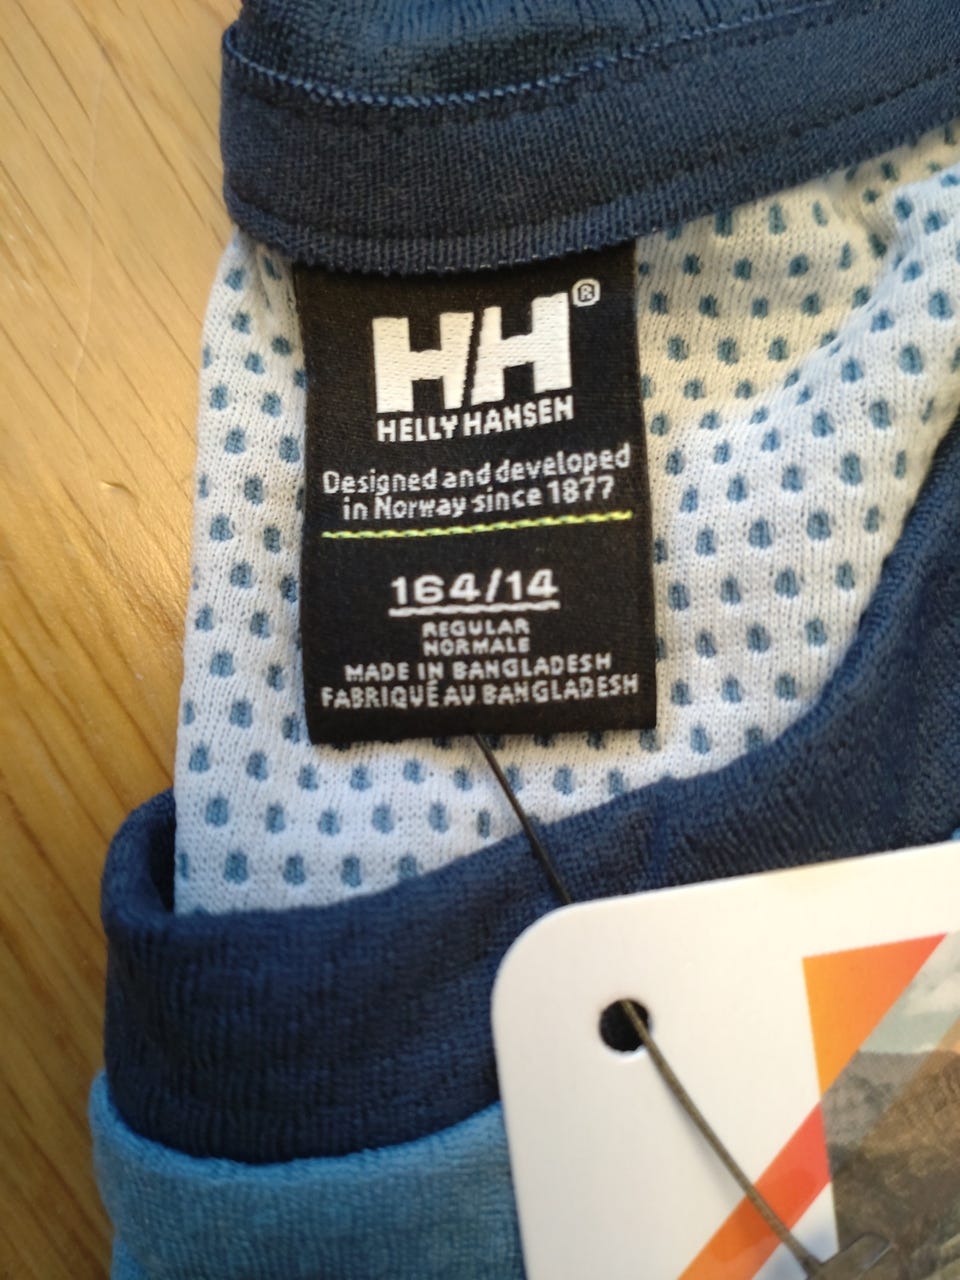 HH®
HELLY HANSEN
Designed and developed
in Norway since 1877
164/14
REGULAR
NORMALE
MADE IN BANGLADESH
FABRIQUÉ AU BANGLADESH